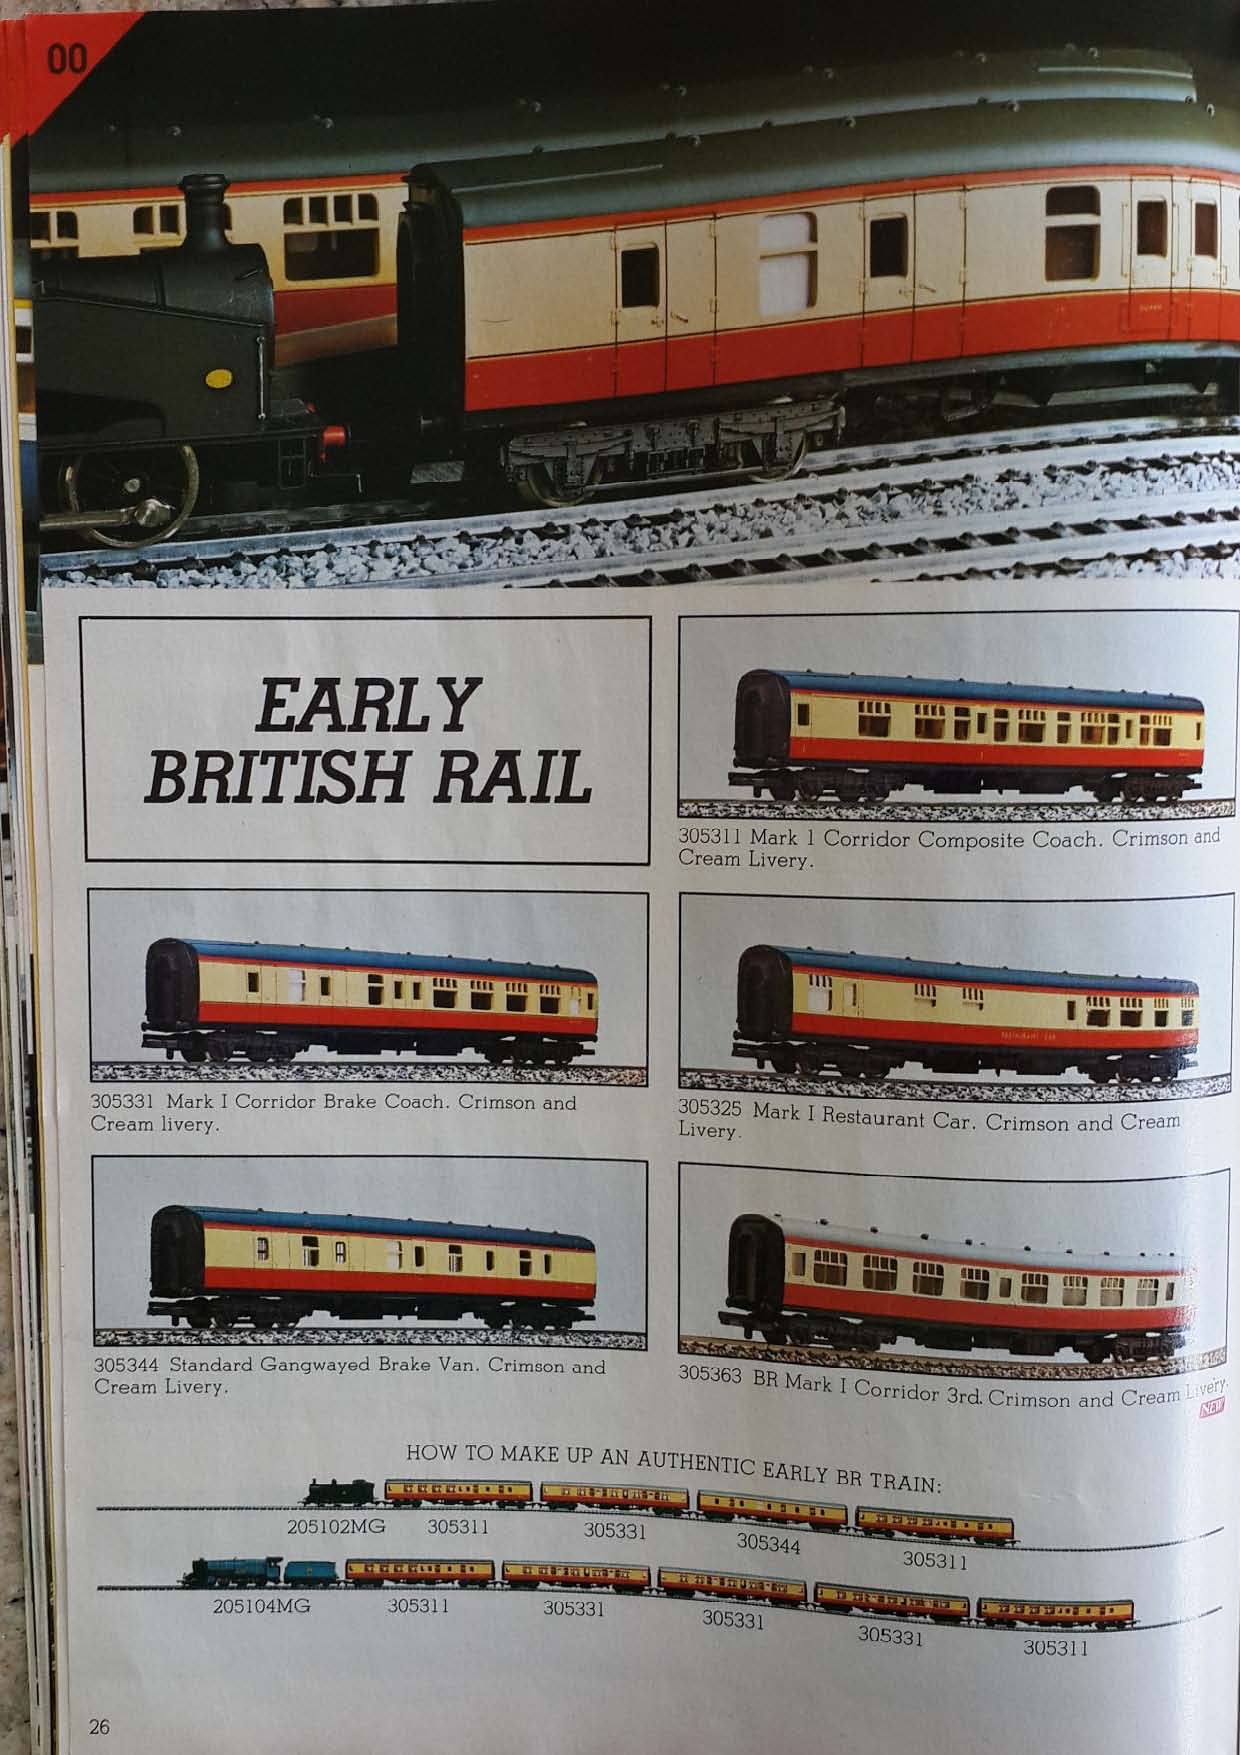 00
EARLY
BRITISH RAIL
305311 Mark 1 Corridor Composite Coach. Crimson and
Cream Livery.
305331 Mark I Corridor Brake Coach. Crimson and
Cream livery.
RESTAURANT CAR
305325 Mark I Restaurant Car. Crimson and Cream
Livery.
305344 Standard Gangwayed Brake Van. Crimson and
Cream Livery.
305363 BR Mark I Corridor 3rd. Crimson and Cream Livery.
NEW
HOW TO MAKE UP AN AUTHENTIC EARLY BR TRAIN:
205102MG 305311 305331 305344 305311
205104MG 305311 305331 305331 305331 305311
26